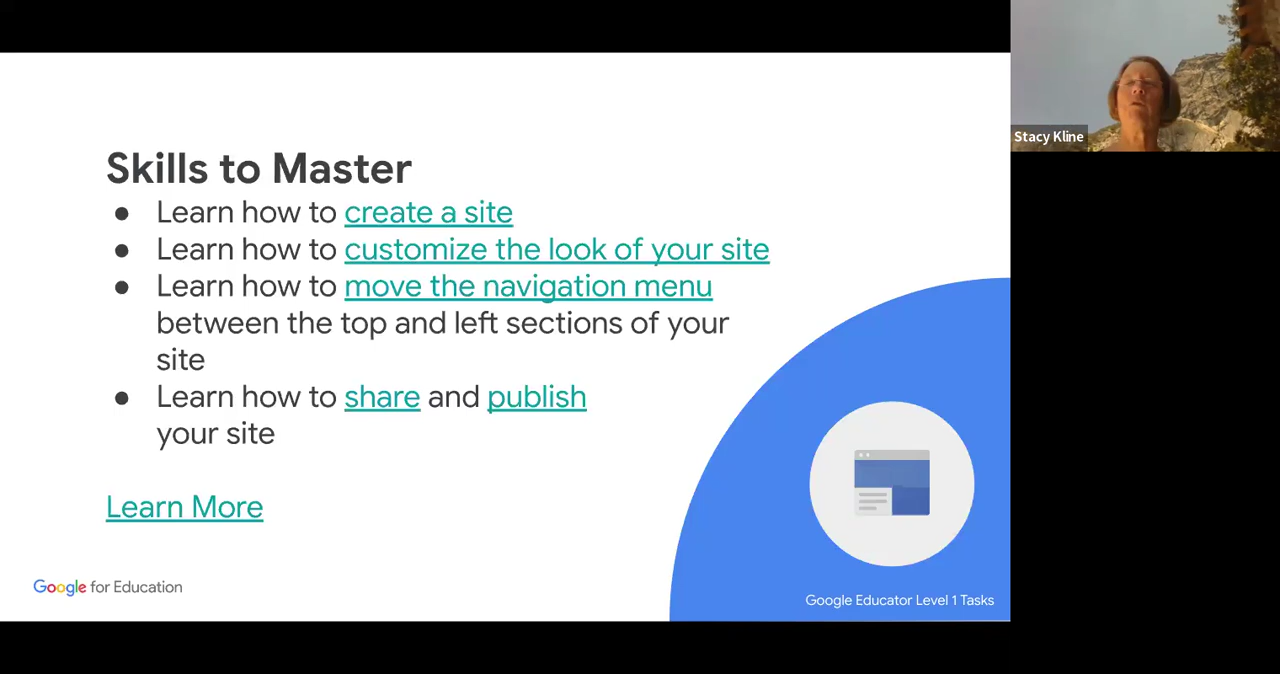 Skills to Master
● Learn how to create a site
● Learn how to customize the look of your site
● Learn how to move the navigation menu
between the top and left sections of your
site
● Learn how to share and publish
your site
Learn More
Google for Education
Google Educator Level 1 Tasks
Stacy Kline